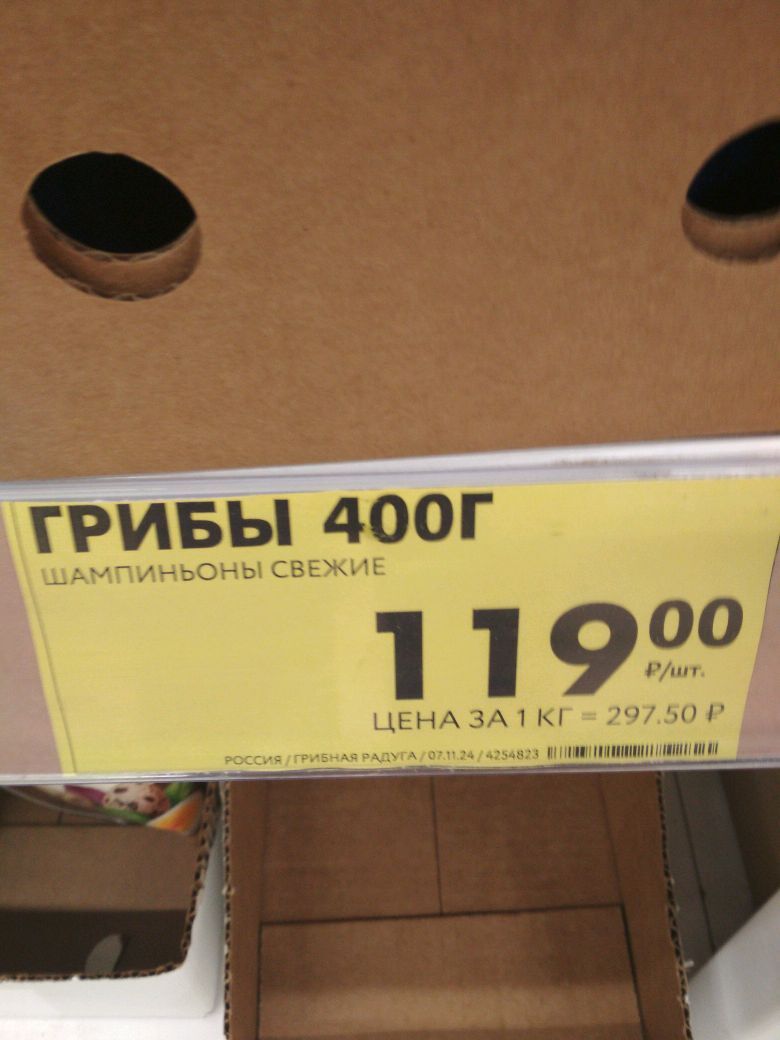 ГРИБЫ 400Г
ШАМПИНЬОНЫ СВЕЖИЕ
119 00
₽/шт.
ЦЕНА ЗА 1 КГ = 297.50 ₽
РОССИЯ / ГРИБНАЯ РАДУГА / 07.11.24 / 4254823